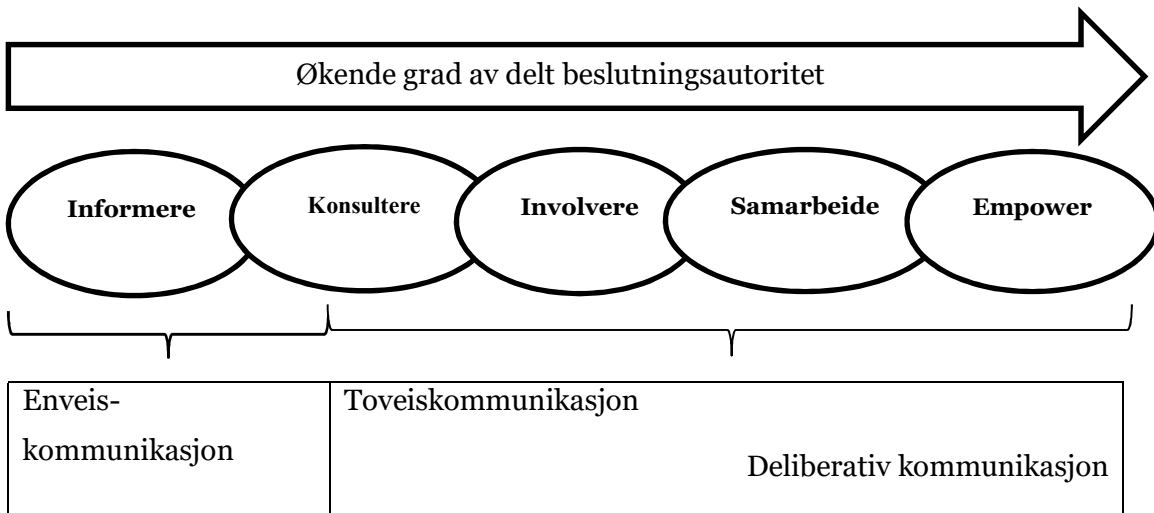 Økende grad av delt beslutningsautoritet
Informere
Konsultere
Involvere
Samarbeide
Empower
Enveis-
kommunikasjon
Toveiskommunikasjon
Deliberativ kommunikasjon